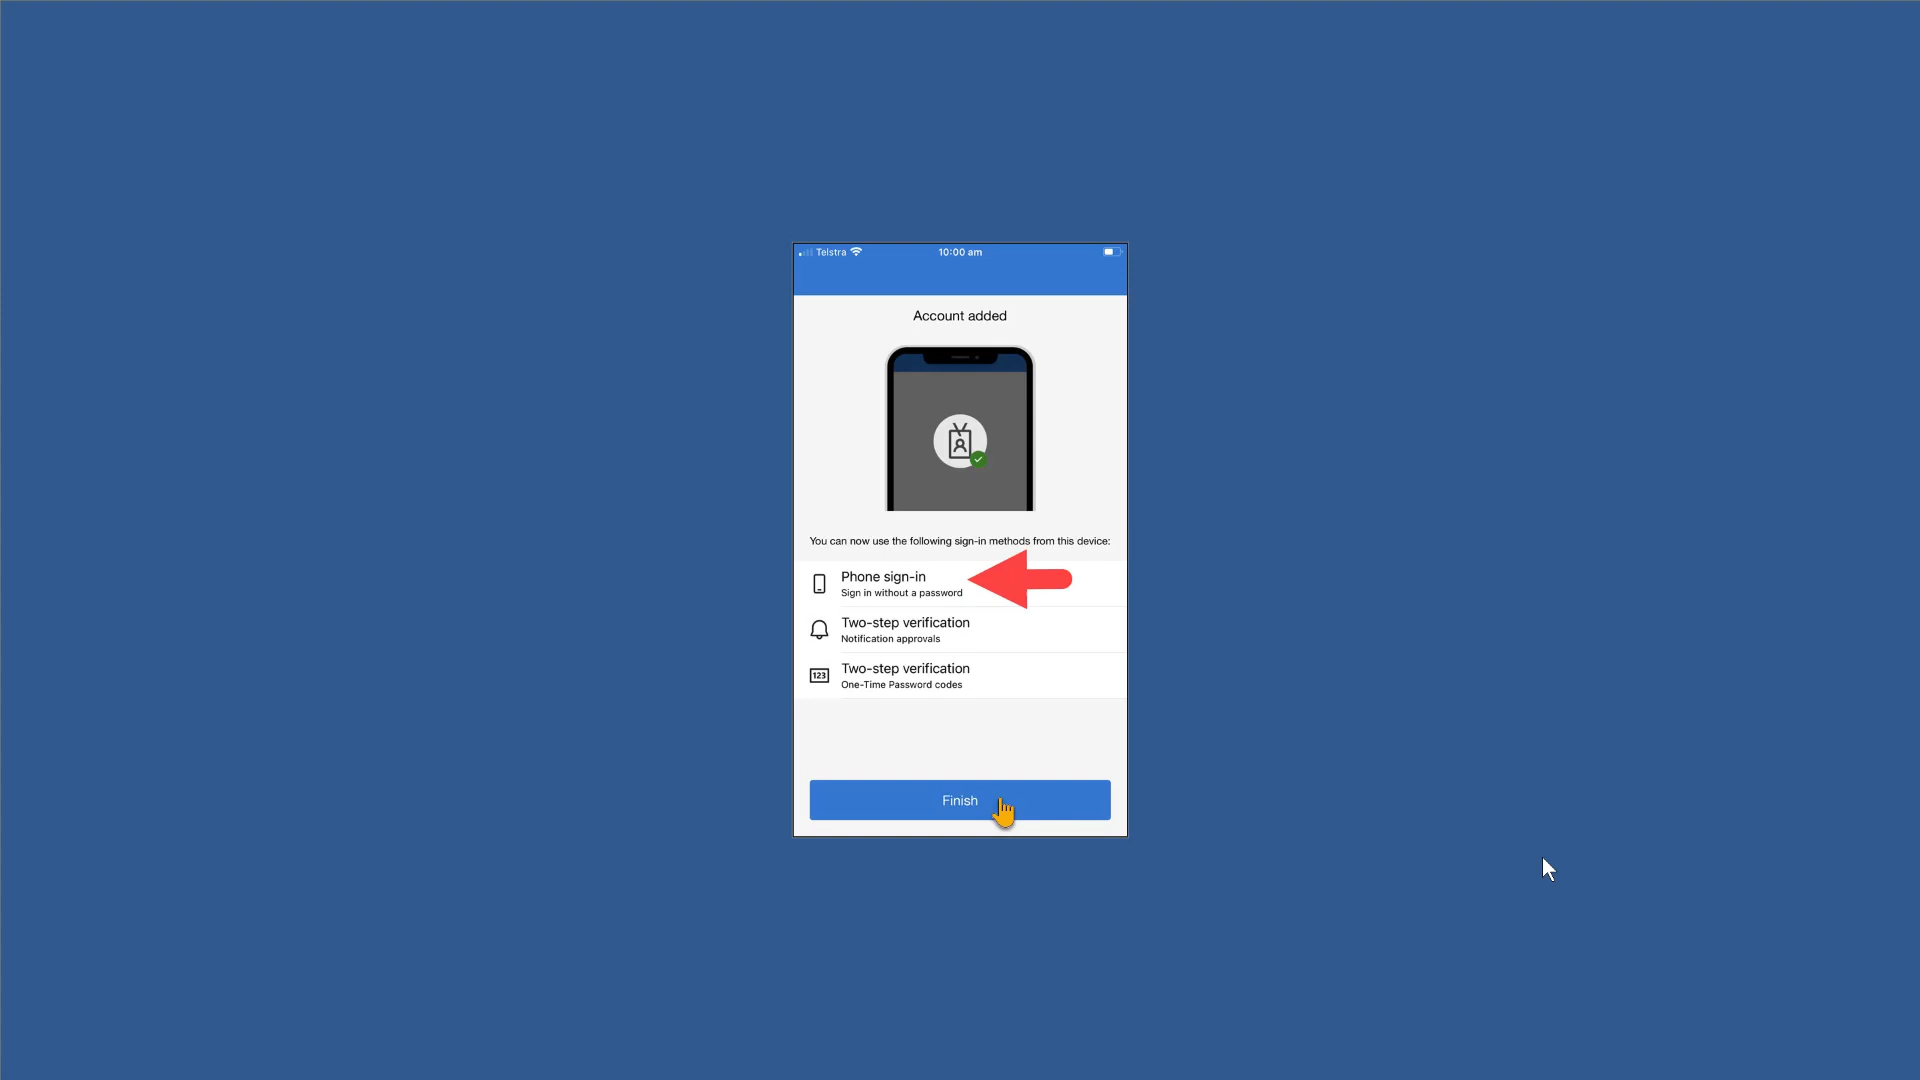 Telstra 10:00 am
Account added
You can now use the following sign-in methods from this device:
Phone sign-in
Sign in without a password
Two-step verification
Notification approvals
123
Two-step verification
One-Time Password codes
Finish